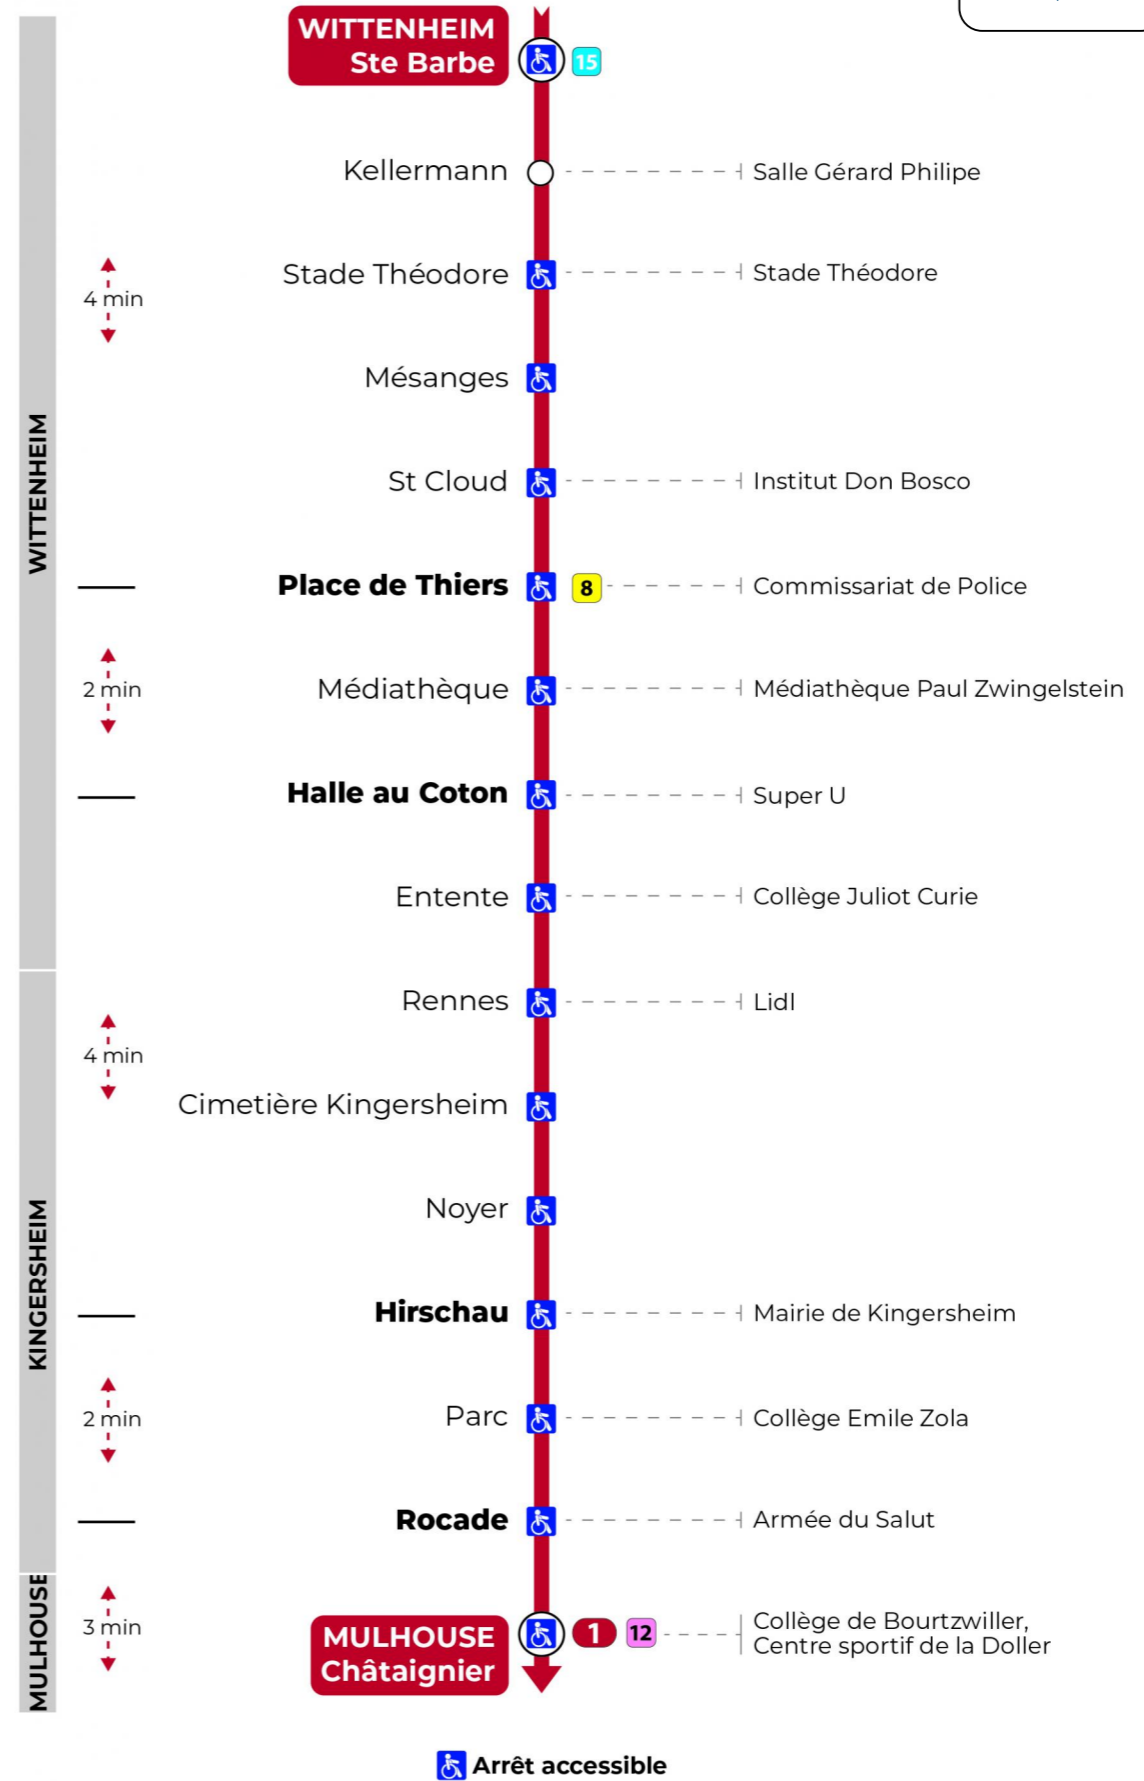 WITTENHEIM
Ste Barbe
15
Kellermann
Salle Gérard Philipe
Stade Théodore
Stade Théodore
4 min
Mésanges
WITTENHEIM
St Cloud
Institut Don Bosco
Place de Thiers
8
Commissariat de Police
2 min
Médiathèque
Médiathèque Paul Zwingelstein
Halle au Coton
Super U
Entente
Collège Juliot Curie
Rennes
Lidl
4 min
Cimetière Kingersheim
Noyer
KINGERSHEIM
Hirschau
Mairie de Kingersheim
2 min
Parc
Collège Emile Zola
Rocade
Armée du Salut
MULHOUSE
3 min
MULHOUSE
Châtaignier
1
12
Collège de Bourtzwiller,
Centre sportif de la Doller
Arrêt accessible